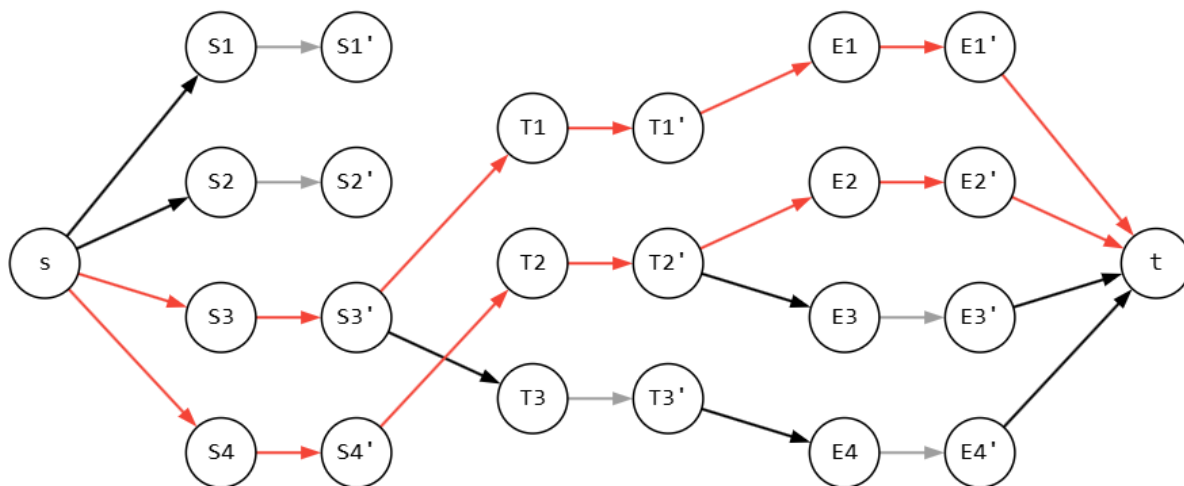 S1 S1' E1 E1'
T1 T1'
S2 S2' E2 E2'
s T2 T2' t
S3 S3' E3 E3'
T3 T3'
S4 S4' E4 E4'